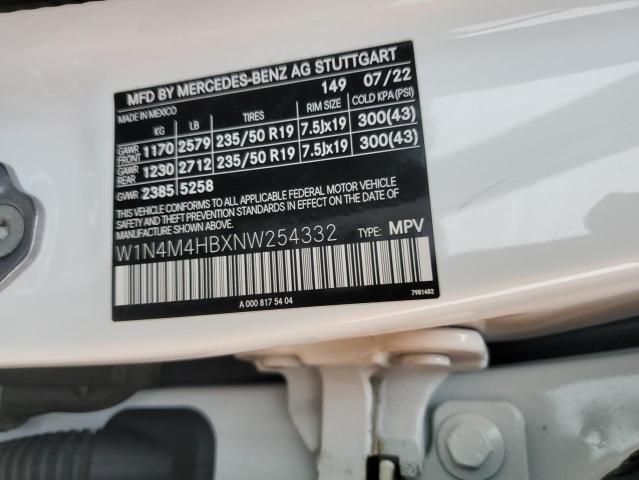 MFD BY MERCEDES-BENZ AG STUTTGART
MADE IN MEXICO 149 07/22
KG LB TIRES RIM SIZE COLD KPA(PSI)
GAWR FRONT 1170 2579 235/50 R19 7.5Jx19 300(43)
GAWR REAR 1230 2712 235/50 R19 7.5Jx19 300(43)
GVWR 2385 5258
THIS VEHICLE CONFORMS TO ALL APPLICABLE FEDERAL MOTOR VEHICLE
SAFETY AND THEFT PREVENTION STANDARDS IN EFFECT ON THE DATE OF
MANUFACTURE SHOWN ABOVE.
W1N4M4HBXNW254332 TYPE: MPV
A 000 817 54 04 7981482